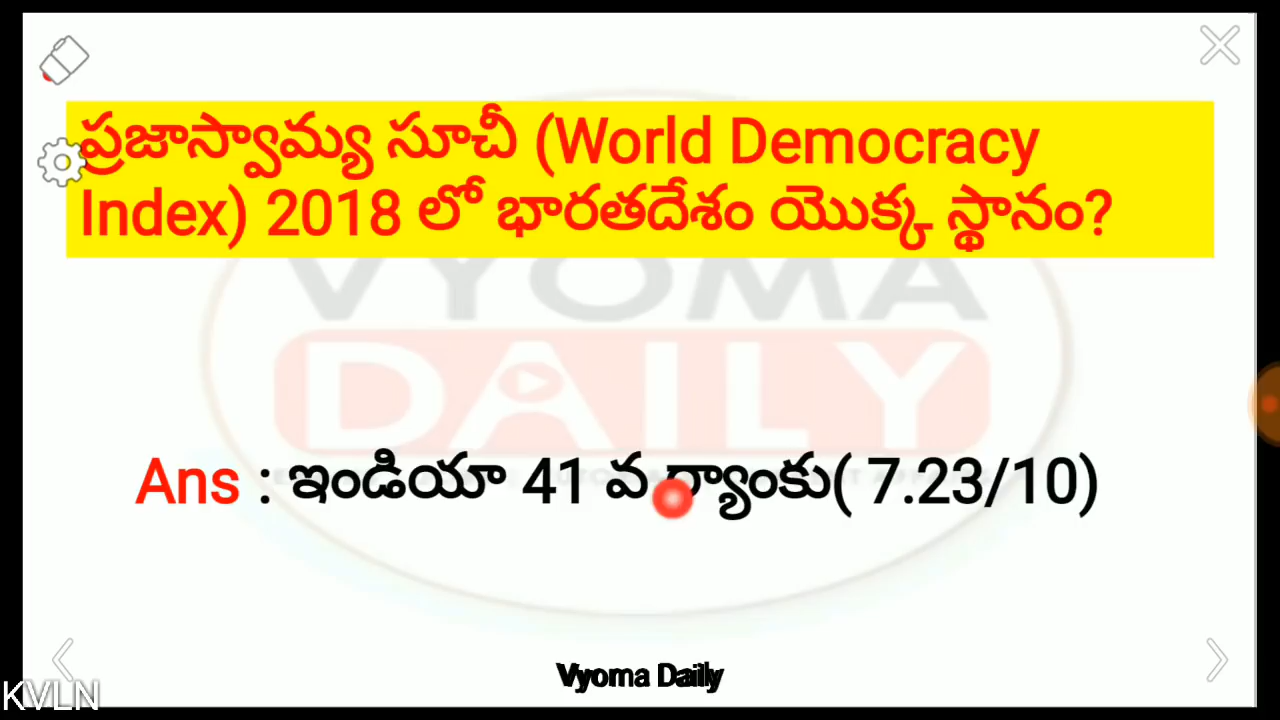 ప్రజాస్వామ్య సూచీ (World Democracy
Index) 2018 లో భారతదేశం యొక్క స్థానం?
VYOMA
DAILY
Ans : ఇండియా 41 వ ర్యాంకు( 7.23/10)
Vyoma Daily
KVLN